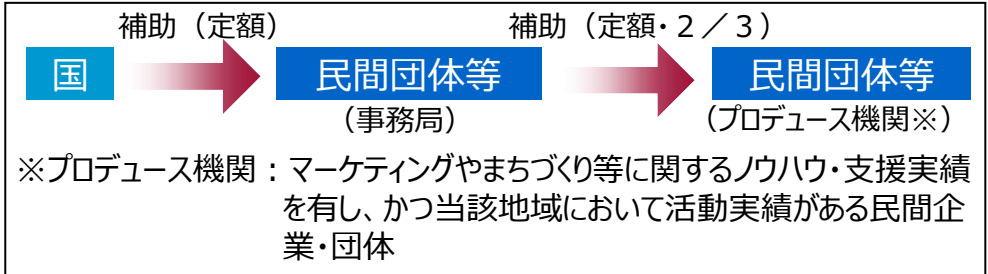 補助（定額）
補助（定額・２／３）
国
民間団体等
民間団体等
（事務局）
（プロデュース機関※）
※プロデュース機関：マーケティングやまちづくり等に関するノウハウ・支援実績
を有し、かつ当該地域において活動実績がある民間企
業・団体